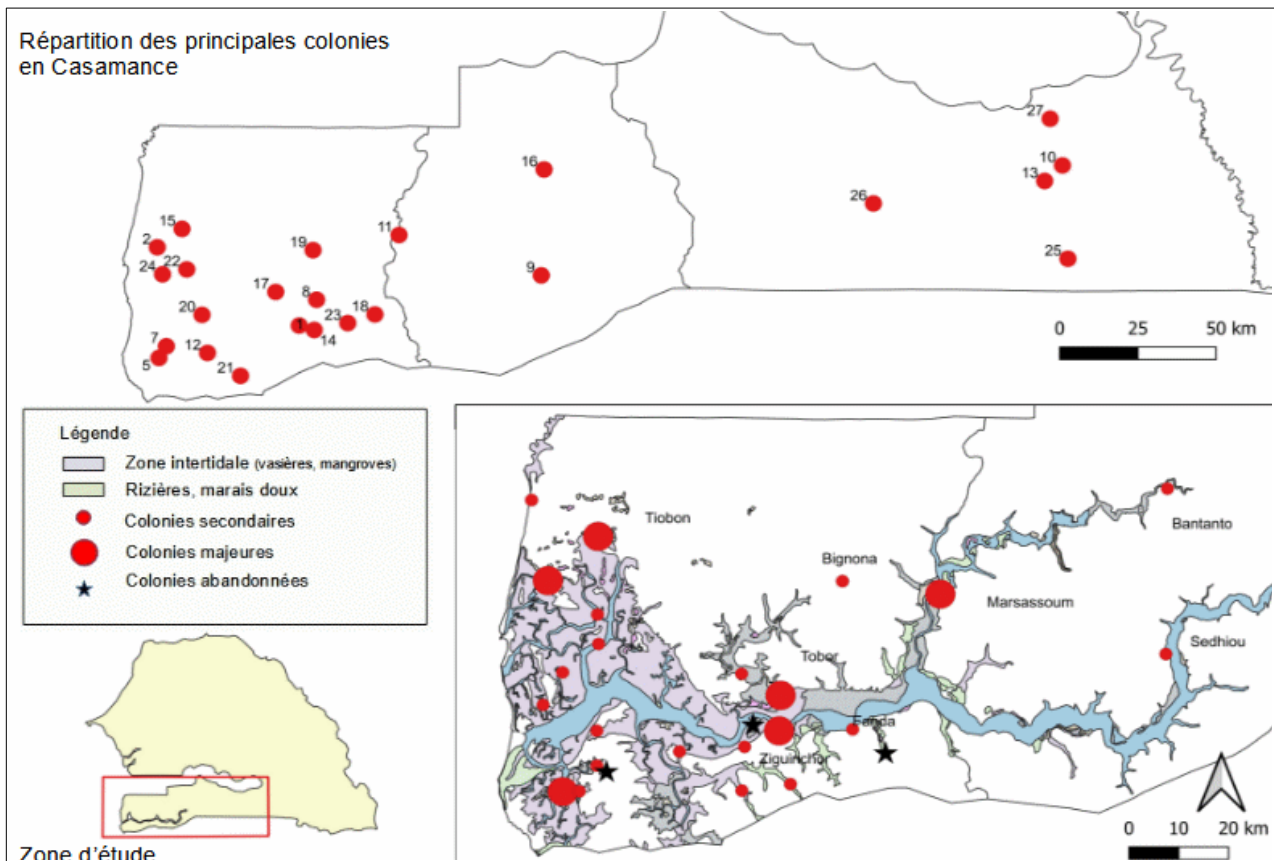 Répartition des principales colonies
en Casamance
27
10
13
16
26
15
11
2
19
25
24
22
9
17
8
20
18
23
1
14
7
12
5
21
0 25 50 km
Légende
Zone intertidale (vasières, mangroves)
Rizières, marais doux
Colonies secondaires
Colonies majeures
Colonies abandonnées
Tiobon
Bantanto
Bignona
Marsassoum
Sedhiou
Tobor
Fanda
Ziguinchor
0 10 20 km
Zone d'étude